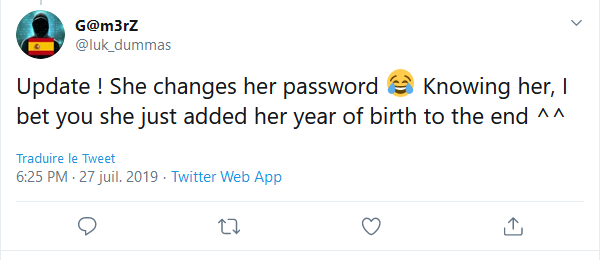 G@m3rZ
@luk_dummas
Update ! She changes her password 😂 Knowing her, I
bet you she just added her year of birth to the end ^^
Traduire le Tweet
6:25 PM · 27 juil. 2019 · Twitter Web App